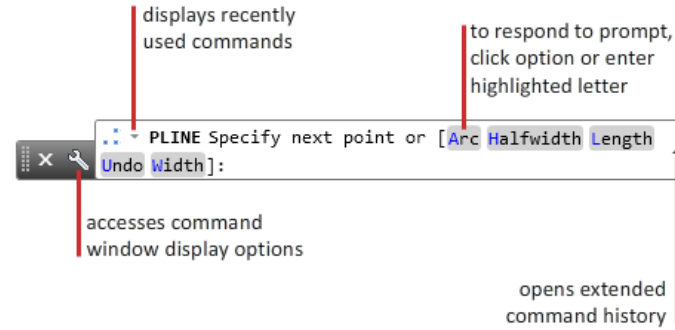 displays recently
used commands
to respond to prompt,
click option or enter
highlighted letter
PLINE Specify next point or [Arc Halfwidth Length
Undo Width]:
accesses command
window display options
opens extended
command history